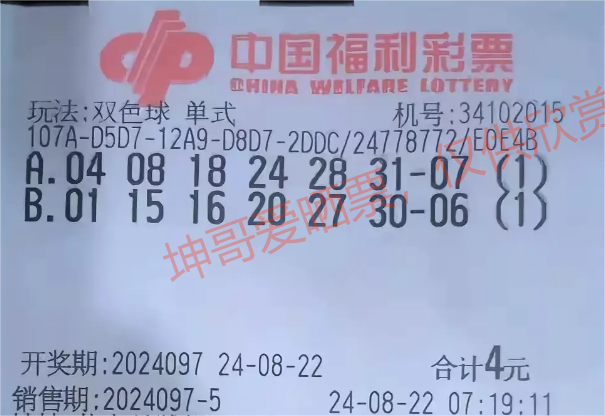 中国福利彩票
CHINA WELFARE LOTTERY
玩法:双色球 单式 机号:34102015
107A-D5D7-12A9-D8D7-2DDC/24778772/E0E4B
A.04 08 18 24 28 31-07 (1)
B.01 15 16 20 27 30-06 (1)
坤哥爱晒票,仅供欣赏
开奖期:2024097 24-08-22 合计4元
销售期:2024097-5 24-08-22 07:19:11